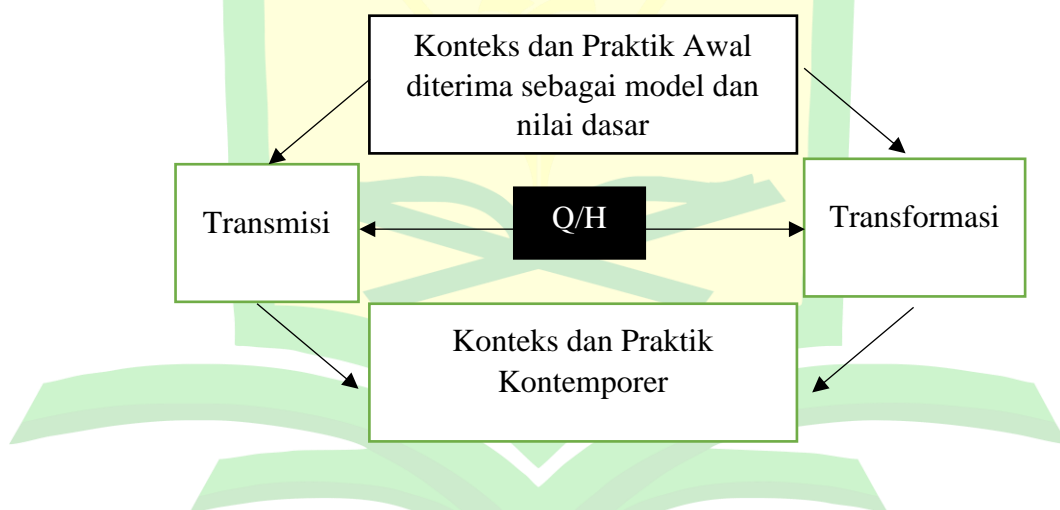 Konteks dan Praktik Awal
diterima sebagai model dan
nilai dasar
Transmisi
Q/H
Transformasi
Konteks dan Praktik
Kontemporer